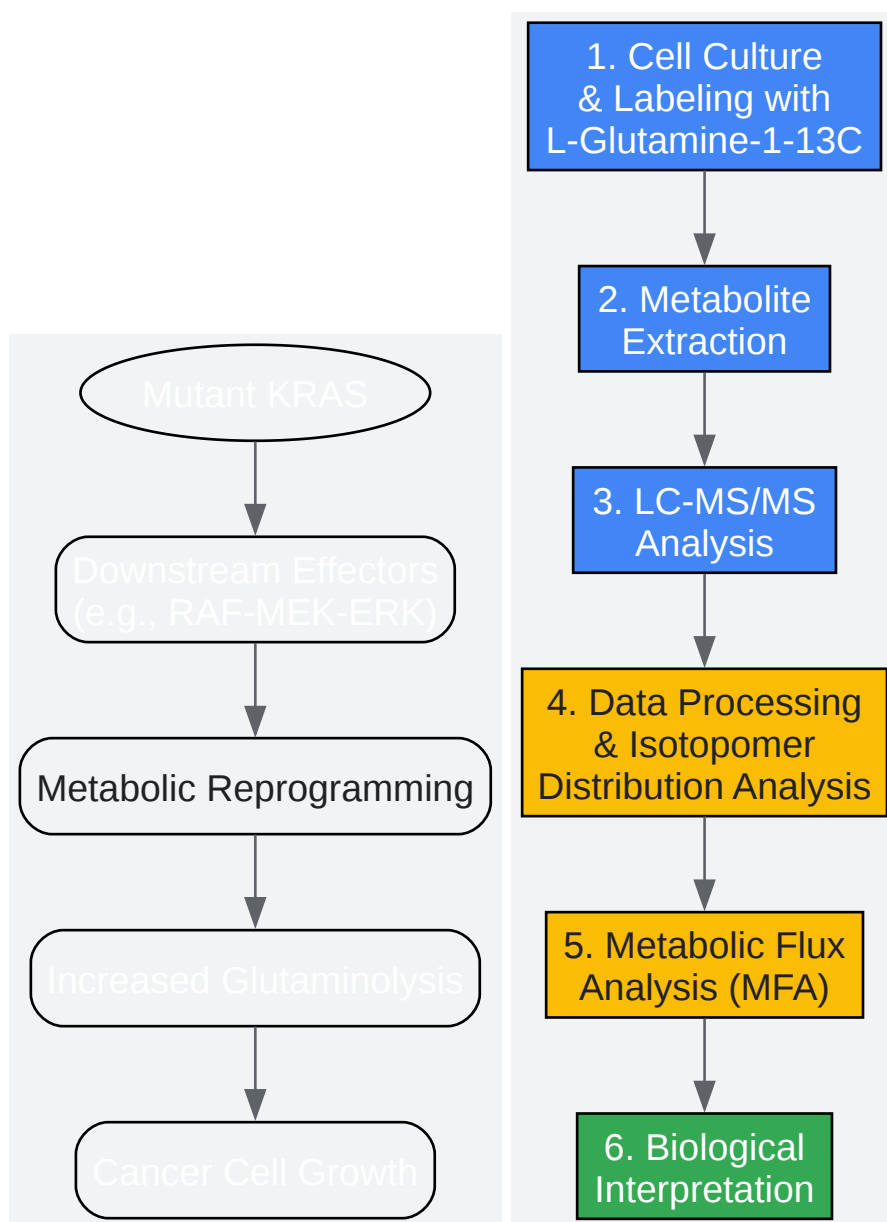 1. Cell Culture
& Labeling with
L-Glutamine-1-13C
2. Metabolite
Extraction
3. LC-MS/MS
Analysis
4. Data Processing
& Isotopomer
Distribution Analysis
5. Metabolic Flux
Analysis (MFA)
6. Biological
Interpretation
Mutant KRAS
Downstream Effectors
(e.g., RAF-MEK-ERK)
Metabolic Reprogramming
Increased Glutaminolysis
Cancer Cell Growth